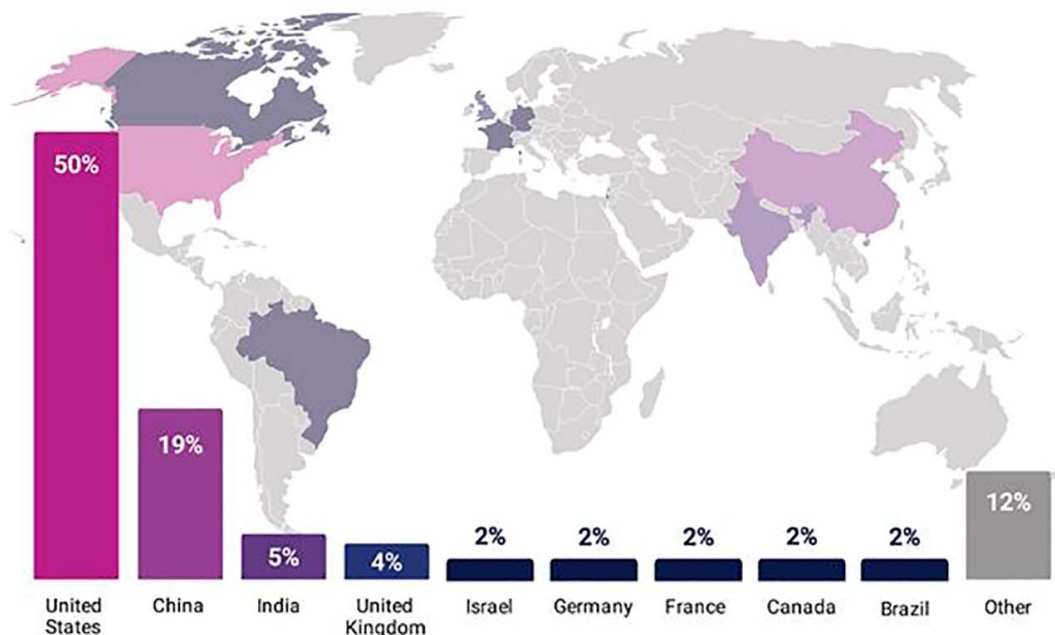 50%
19%
5%
4%
2%
2%
2%
2%
2%
12%
United
States
China
India
United
Kingdom
Israel
Germany
France
Canada
Brazil
Other